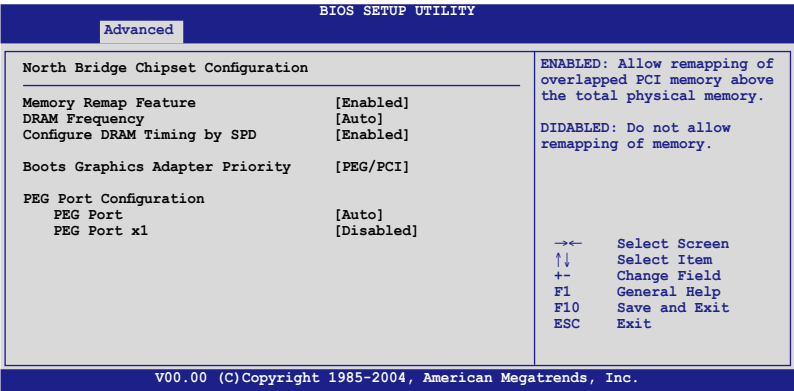 BIOS SETUP UTILITY
Advanced
North Bridge Chipset Configuration
Memory Remap Feature [Enabled]
DRAM Frequency [Auto]
Configure DRAM Timing by SPD [Enabled]
Boots Graphics Adapter Priority [PEG/PCI]
PEG Port Configuration
PEG Port [Auto]
PEG Port x1 [Disabled]
ENABLED: Allow remapping of
overlapped PCI memory above
the total physical memory.
DIDABLED: Do not allow
remapping of memory.
→← Select Screen
↑↓ Select Item
+- Change Field
F1 General Help
F10 Save and Exit
ESC Exit
V00.00 (C)Copyright 1985-2004, American Megatrends, Inc.